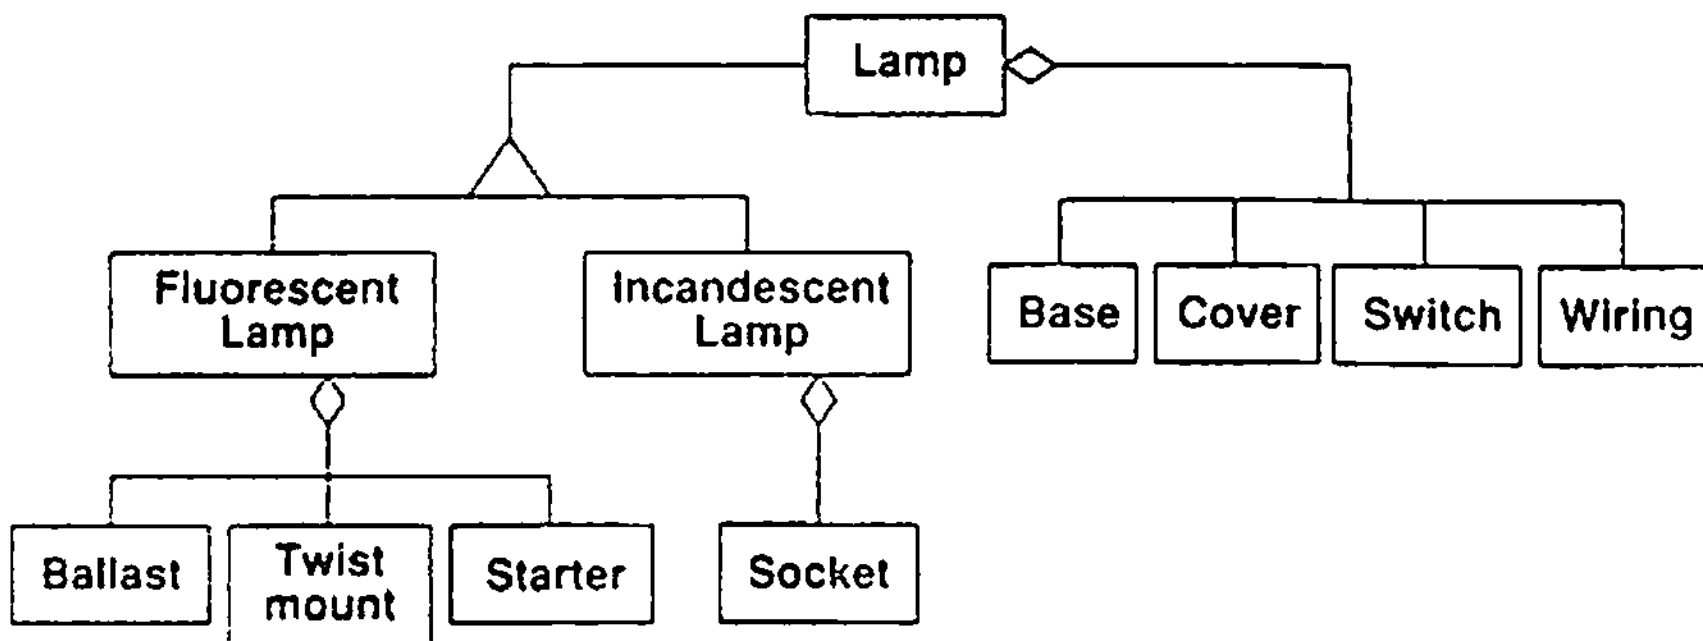 Lamp
Fluorescent
Lamp
Incandescent
Lamp
Base
Cover
Switch
Wiring
Ballast
Twist
mount
Starter
Socket